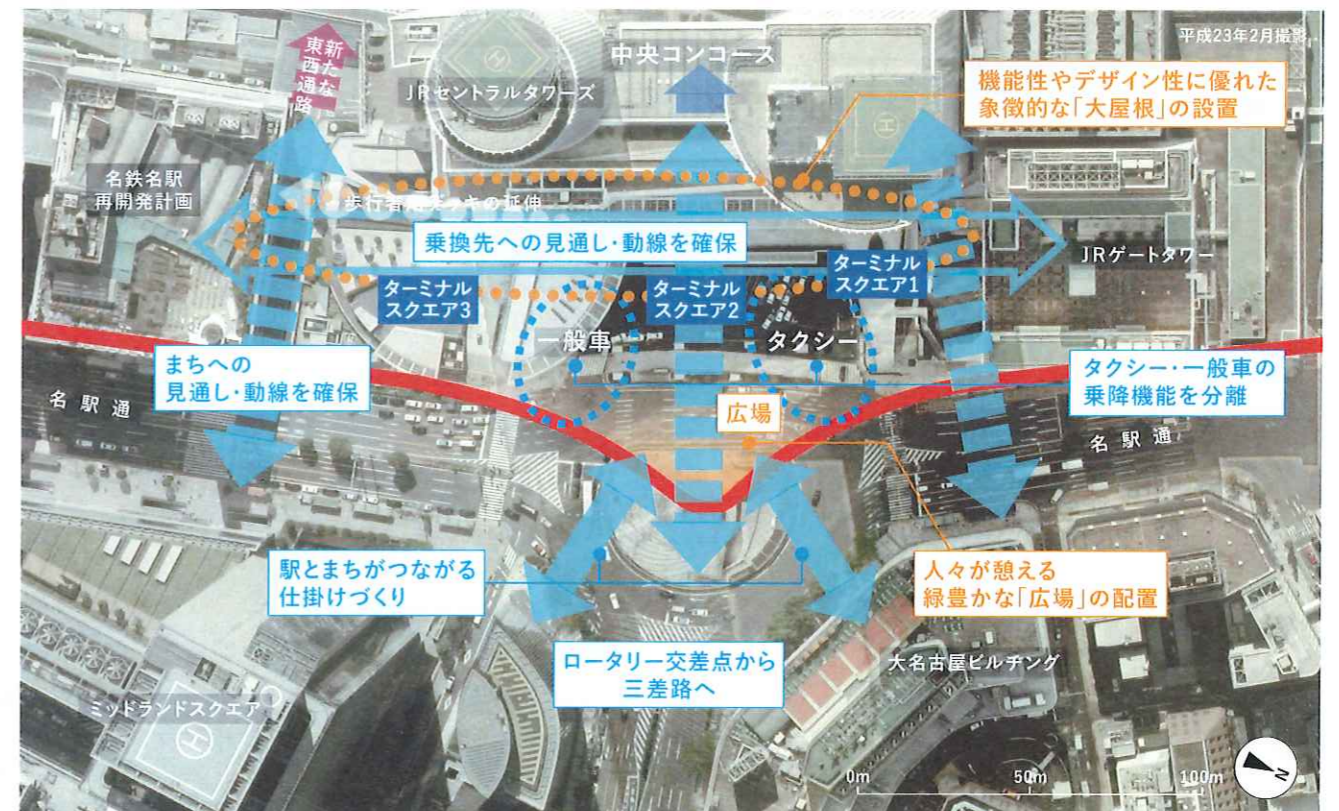 平成23年2月撮影
新たな
東西通路
中央コンコース
JRセントラルタワーズ
機能性やデザイン性に優れた
象徴的な「大屋根」の設置
名鉄名駅
再開発計画
歩行者用デッキの延伸
乗換先への見通し・動線を確保
JRゲートタワー
ターミナル
スクエア3
ターミナル
スクエア2
ターミナル
スクエア1
一般車
タクシー
まちへの
見通し・動線を確保
タクシー・一般車の
乗降機能を分離
名駅通
広場
名駅通
駅とまちがつながる
仕掛けづくり
人々が憩える
緑豊かな「広場」の配置
ロータリー交差点から
三差路へ
大名古屋ビルヂング
ミッドランドスクエア
H
H
H
0m
50m
100m
N